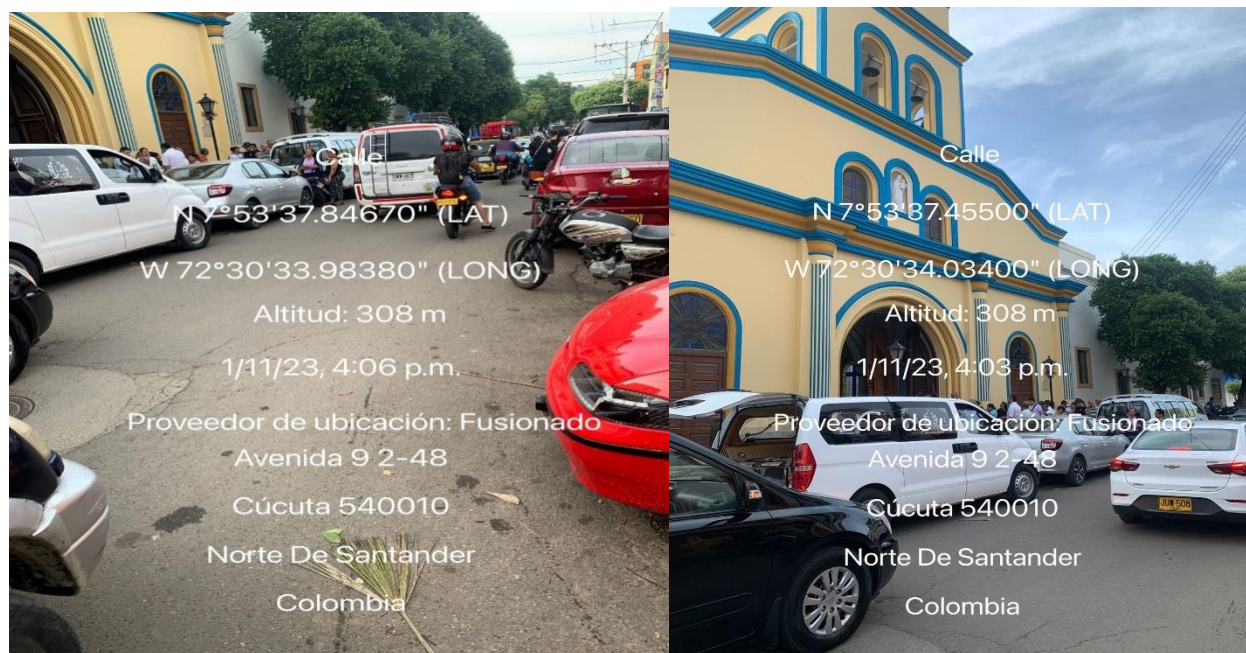 Calle
N 7°53'37.84670" (LAT)
W 72°30'33.98380" (LONG)
Altitud: 308 m
1/11/23, 4:06 p.m.
Proveedor de ubicación: Fusionado
Avenida 9 2-48
Cúcuta 540010
Norte De Santander
Colombia
Calle
N 7°53'37.45500" (LAT)
W 72°30'34.03400" (LONG)
Altitud: 308 m
1/11/23, 4:03 p.m.
Proveedor de ubicación: Fusionado
Avenida 9 2-48
Cúcuta 540010
Norte De Santander
Colombia
JUW 508